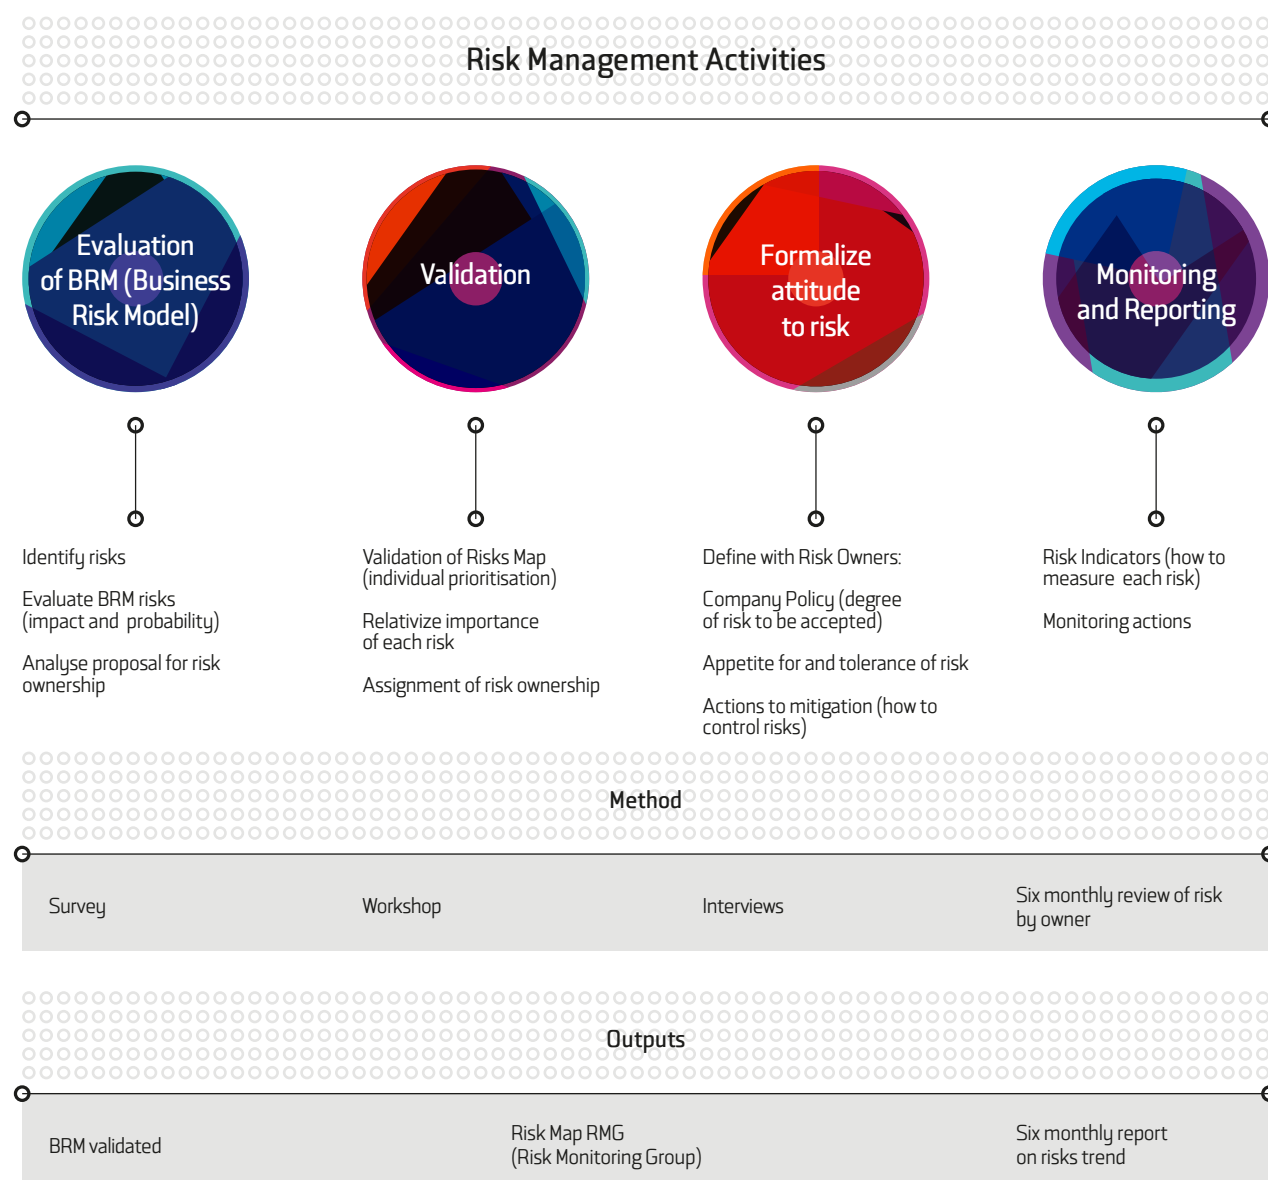 Risk Management Activities
Evaluation
of BRM (Business
Risk Model)
Validation
Formalize
attitude
to risk
Monitoring
and Reporting
Identify risks
Evaluate BRM risks
(impact and probability)
Analyse proposal for risk
ownership
Validation of Risks Map
(individual prioritisation)
Relativize importance
of each risk
Assignment of risk ownership
Define with Risk Owners:
Company Policy (degree
of risk to be accepted)
Appetite for and tolerance of risk
Actions to mitigation (how to
control risks)
Risk Indicators (how to
measure each risk)
Monitoring actions
Method
Survey
Workshop
Interviews
Six monthly review of risk
by owner
Outputs
BRM validated
Risk Map RMG
(Risk Monitoring Group)
Six monthly report
on risks trend